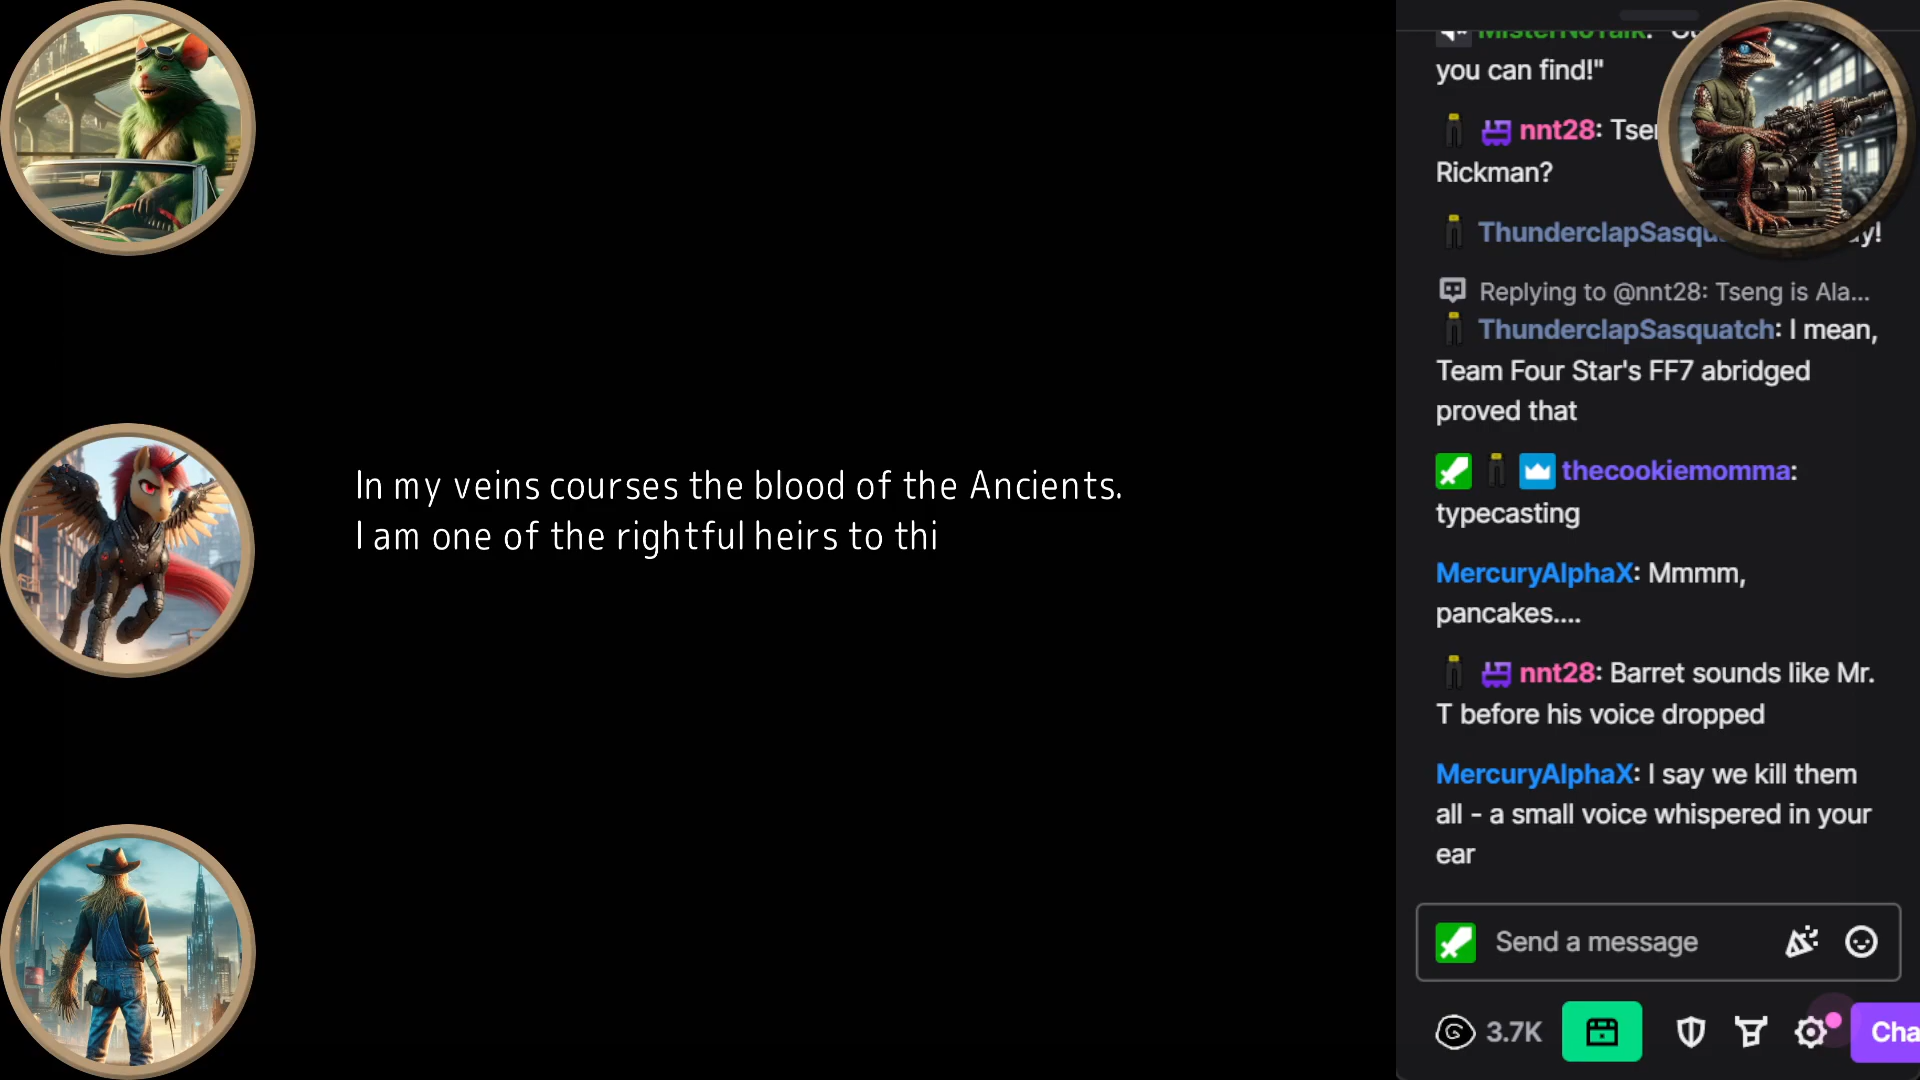 In my veins courses the blood of the Ancients.
I am one of the rightful heirs to thi
you can find!"
nnt28: Tse
Rickman?
ThunderclapSasqu
y!
Replying to @nnt28: Tseng is Ala...
ThunderclapSasquatch: I mean,
Team Four Star's FF7 abridged
proved that
thecookiemomma:
typecasting
MercuryAlphaX: Mmmm,
pancakes....
nnt28: Barret sounds like Mr.
T before his voice dropped
MercuryAlphaX: I say we kill them
all - a small voice whispered in your
ear
Send a message
3.7K
Cha